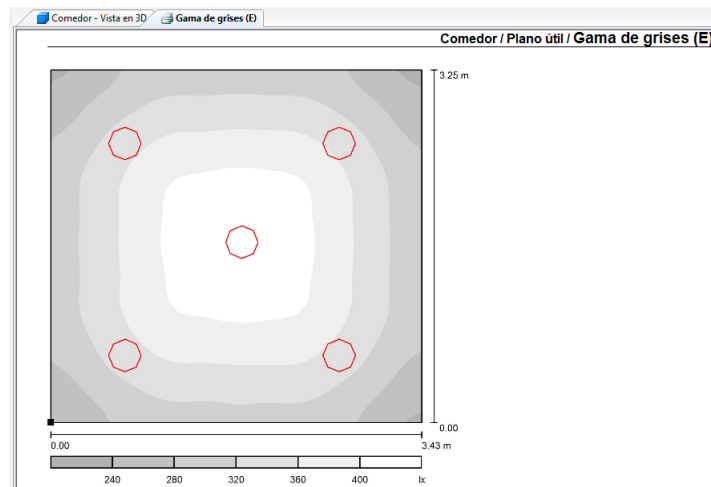 Comedor - Vista en 3D Gama de grises (E)
Comedor / Plano útil / Gama de grises (E)
3.25 m
0.00
0.00 3.43 m
240 280 320 360 400 lx